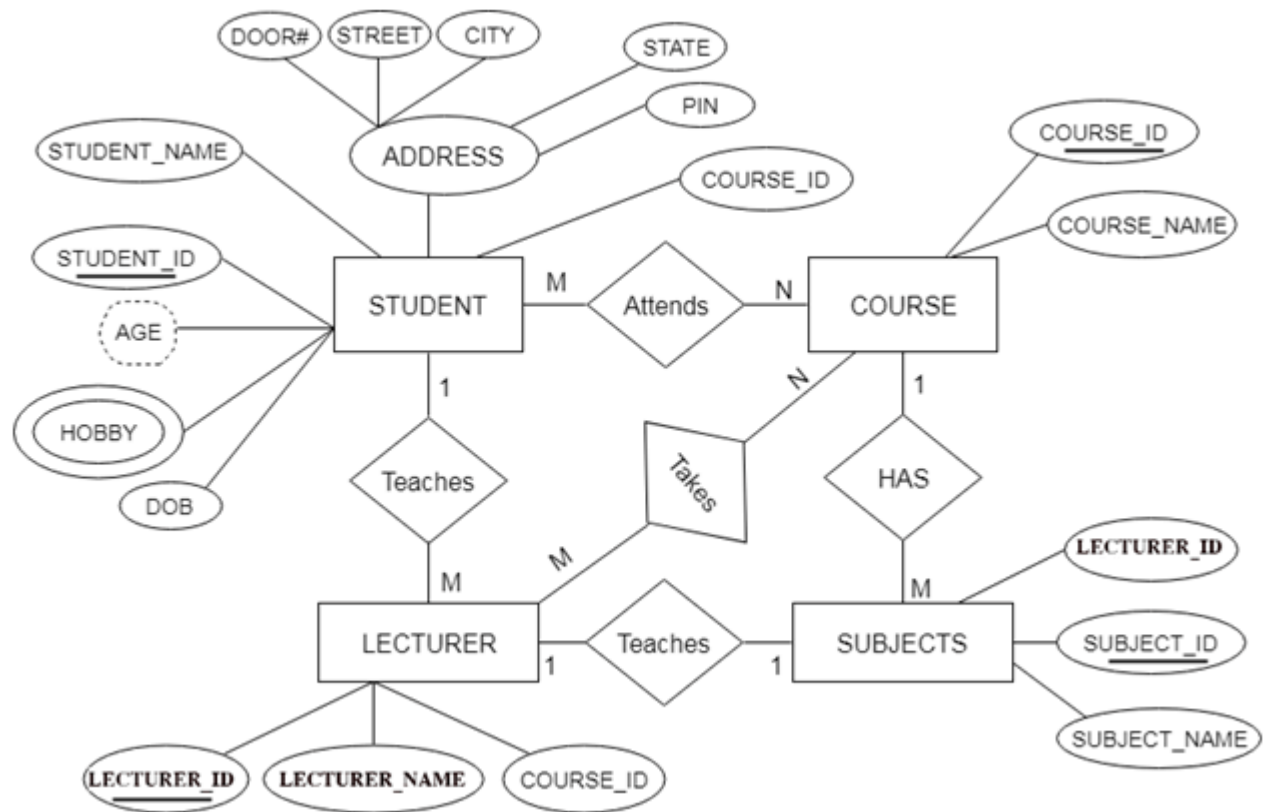 DOOR#
STREET
CITY
STATE
PIN
ADDRESS
STUDENT_NAME
COURSE_ID
COURSE_ID
COURSE_NAME
STUDENT_ID
AGE
HOBBY
DOB
STUDENT
M
Attends
N
COURSE
1
Teaches
M
N
Takes
M
1
HAS
M
LECTURER
1
Teaches
1
SUBJECTS
LECTURER_ID
SUBJECT_ID
SUBJECT_NAME
LECTURER_ID
LECTURER_NAME
COURSE_ID